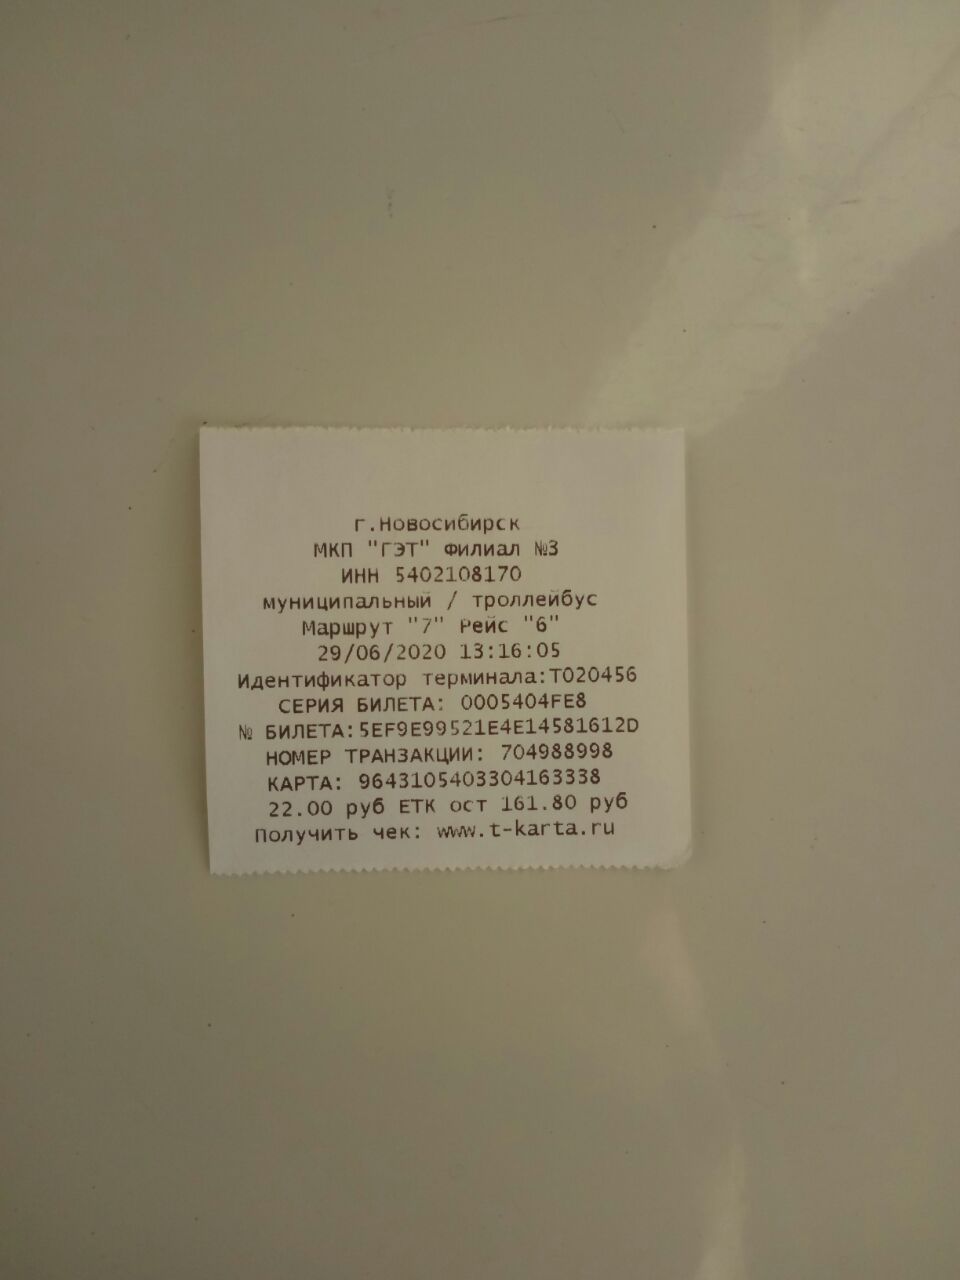 г.Новосибирск
МКП "ГЭТ" Филиал №3
ИНН 5402108170
муниципальный / троллейбус
Маршрут "7" Рейс "6"
29/06/2020 13:16:05
Идентификатор терминала:T020456
СЕРИЯ БИЛЕТА: 0005404FE8
№ БИЛЕТА:5EF9E99521E4E14581612D
НОМЕР ТРАНЗАКЦИИ: 704988998
КАРТА: 9643105403304163338
22.00 руб ЕТК ост 161.80 руб
Получить чек: www.t-karta.ru